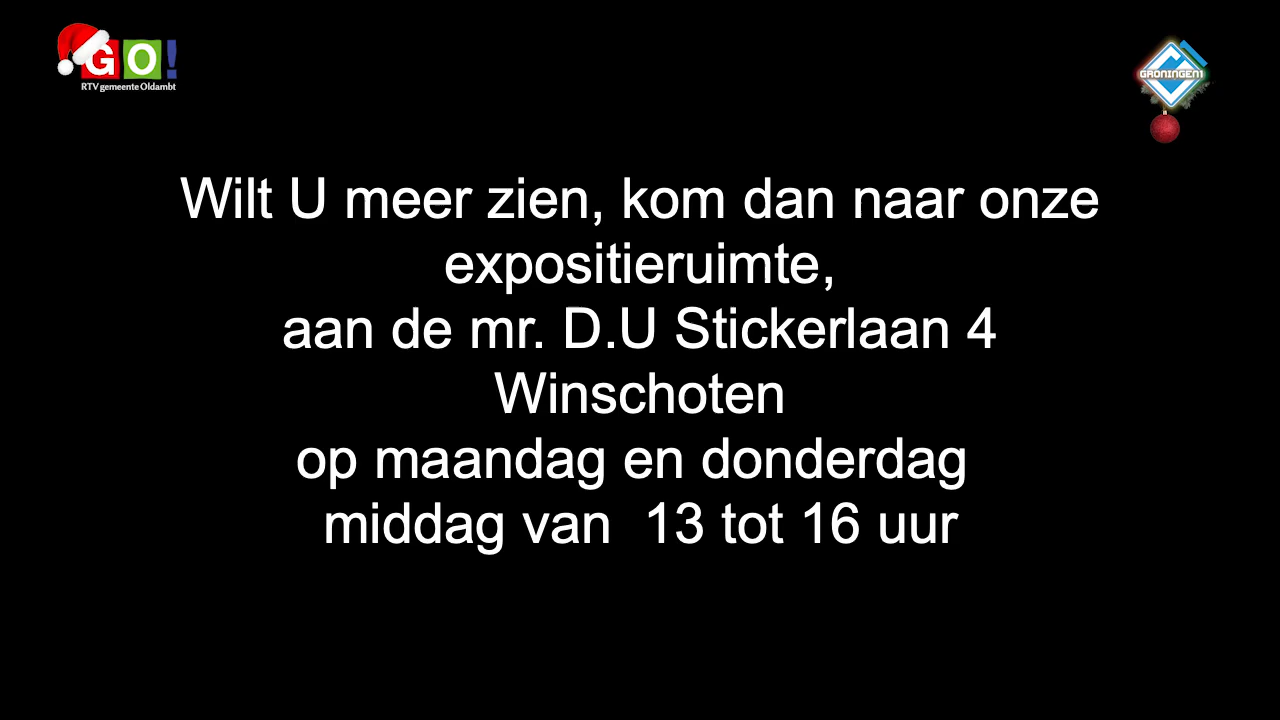 GO!
RTV gemeente Oldambt
GRONINGEN1
Wilt U meer zien, kom dan naar onze
expositieruimte,
aan de mr. D.U Stickerlaan 4
Winschoten
op maandag en donderdag
middag van  13 tot 16 uur